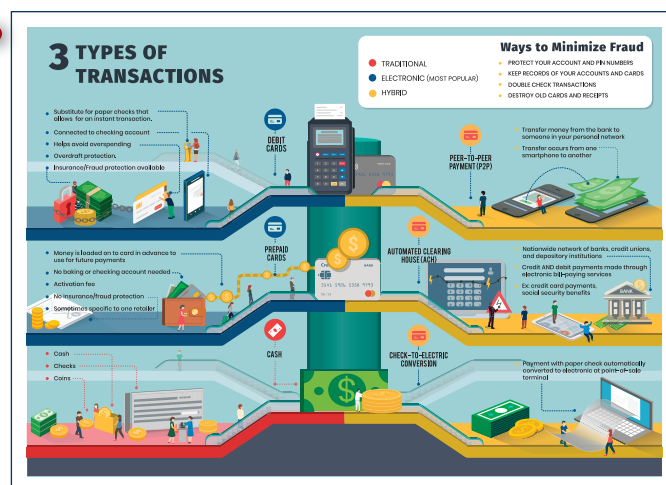 3 TYPES OF
TRANSACTIONS
TRADITIONAL
ELECTRONIC (MOST POPULAR)
HYBRID
Ways to Minimize Fraud
PROTECT YOUR ACCOUNT AND PIN NUMBERS
KEEP RECORDS OF YOUR ACCOUNTS AND CARDS
DOUBLE CHECK TRANSACTIONS
DESTROY OLD CARDS AND RECEIPTS
Substitute for paper checks that
allows for an instant transaction.
Connected to checking account
Helps avoid overspending
Overdraft protection.
Insurance/Fraud protection available
DEBIT
CARDS
PEER-TO-PEER
PAYMENT (P2P)
Transfer money from the bank to
someone in your personal network
Transfer occurs from one
smartphone to another
Money is loaded on to card in advance to
use for future payments
No baking or checking account needed
Activation fee
No insurance/fraud protection
Sometimes specific to one retailer
PREPAID
CARDS
AUTOMATED CLEARING
HOUSE (ACH)
Nationwide network of banks, credit unions,
and depository institutions
Credit AND debit payments made through
electronic bill-paying services
Ex: credit card payments,
social security benefits
BANK
Cash
Checks
Coins
CASH
CHECK-TO-ELECTRIC
CONVERSION
Payment with paper check automatically
converted to electronic at point-of-sale
terminal